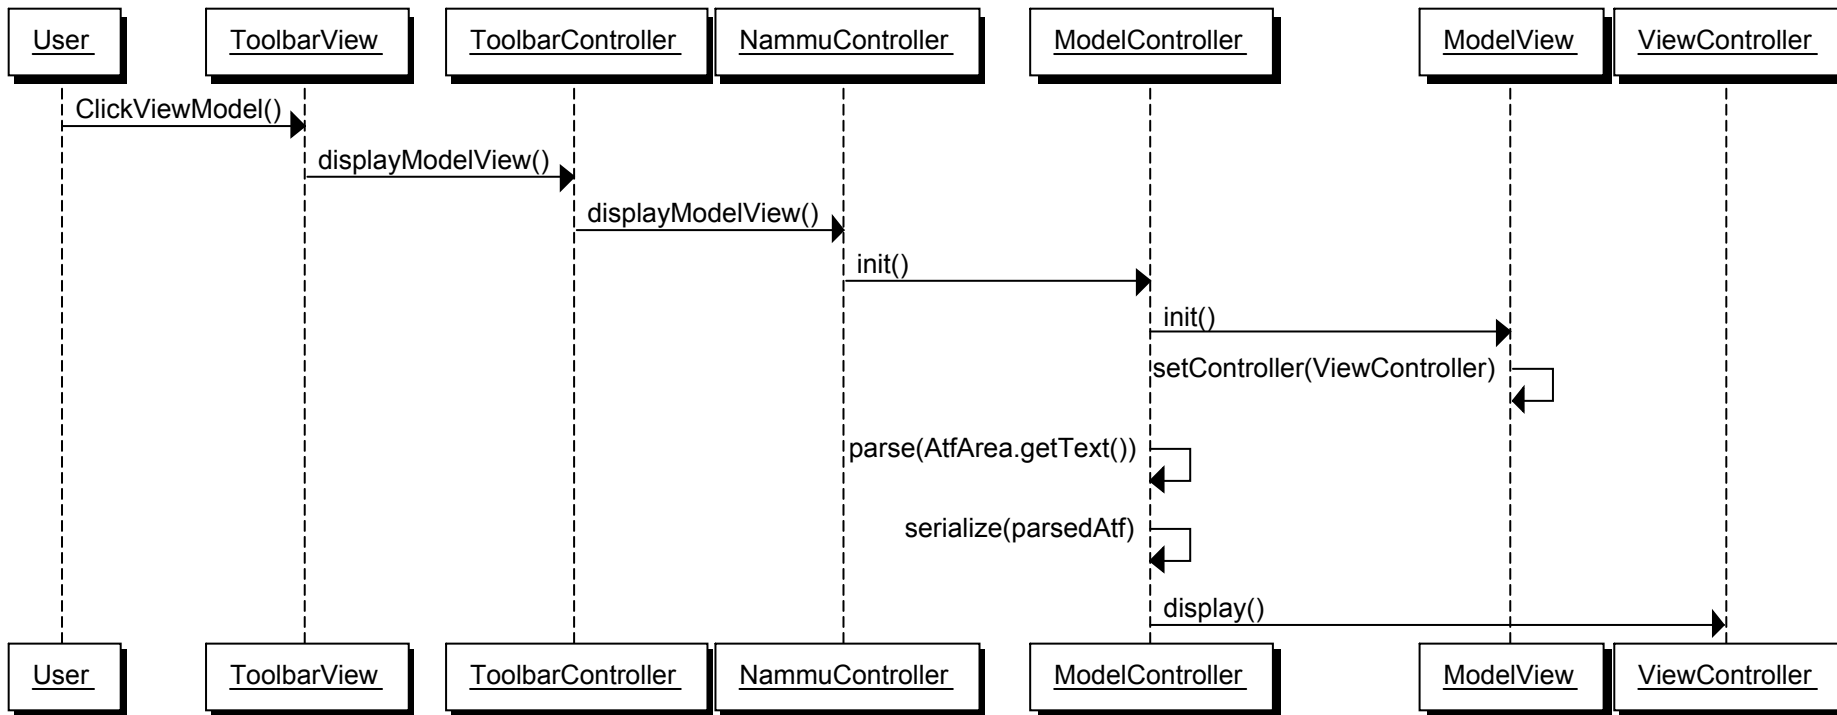 User ToolbarView ToolbarController NammuController ModelController ModelView ViewController
ClickViewModel()
displayModelView()
displayModelView()
init()
init()
setController(ViewController)
parse(AtfArea.getText())
serialize(parsedAtf)
display()
User ToolbarView ToolbarController NammuController ModelController ModelView ViewController